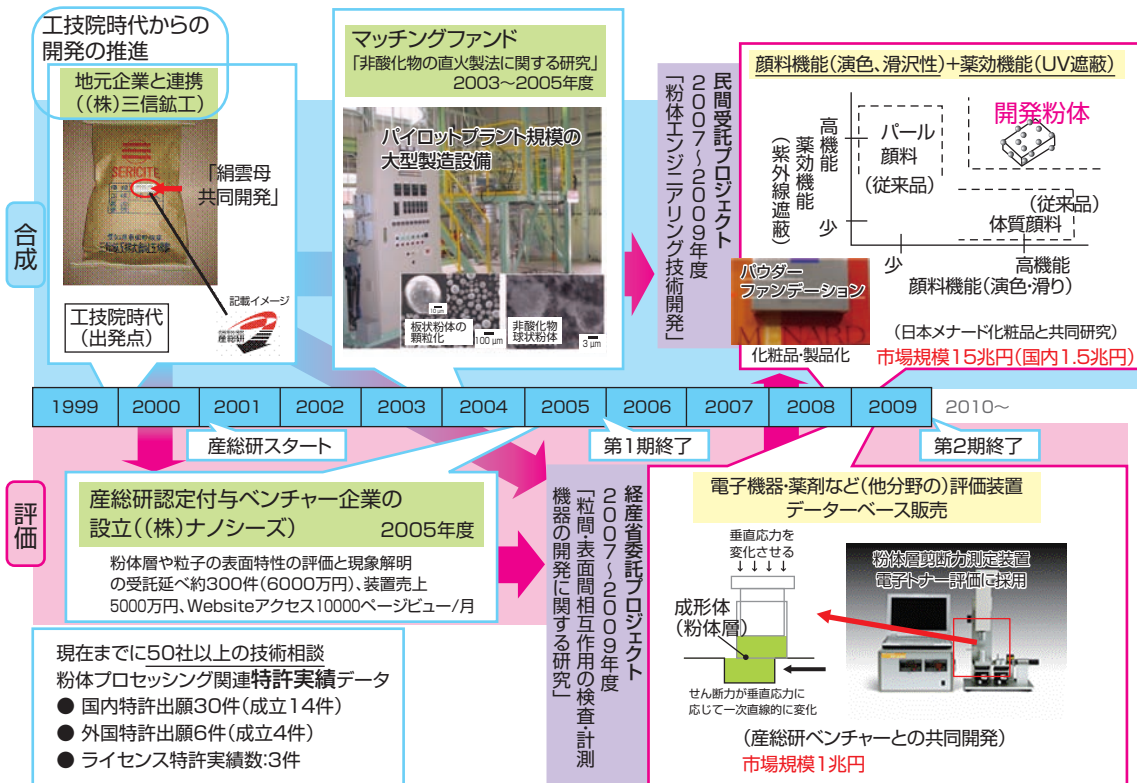 工技院時代からの
開発の推進
地元企業と連携
((株)三信鉱工)
SERICITE
「絹雲母
共同開発」
記載イメージ
産総研
工技院時代
(出発点)
合成
マッチングファンド
「非酸化物の直火製法に関する研究」
2003〜2005年度
パイロットプラント規模の
大型製造設備
10 μm
板状粉体の
顆粒化
100 μm
非酸化物
球状粉体
3 μm
民間受託プロジェクト
2007〜2009年度
「粉体エンジニアリング技術開発」
顔料機能(演色、滑沢性)+薬効機能(UV遮蔽)
高機能
薬効機能
(紫外線遮蔽)
少
パール
顔料
(従来品)
開発粉体
(従来品)
体質顔料
少
高機能
顔料機能(演色・滑り)
パウダー
ファンデーション
MENARD
化粧品・製品化
(日本メナード化粧品と共同研究)
市場規模15兆円(国内1.5兆円)
1999
2000
2001
2002
2003
2004
2005
2006
2007
2008
2009
2010〜
産総研スタート
第1期終了
第2期終了
評価
産総研認定付与ベンチャー企業の
設立((株)ナノシーズ)
2005年度
粉体層や粒子の表面特性の評価と現象解明
の受託延べ約300件(6000万円)、装置売上
5000万円、Websiteアクセス10000ページビュー/月
経産省委託プロジェクト
2007〜2009年度
「粒間・表面間相互作用の検査・計測
機器の開発に関する研究」
電子機器・薬剤など(他分野の)評価装置
データーベース販売
垂直応力を
変化させる
成形体
(粉体層)
せん断力が垂直応力に
応じて一次直線的に変化
粉体層剪断力測定装置
電子トナー評価に採用
(産総研ベンチャーとの共同開発)
市場規模1兆円
現在までに50社以上の技術相談
粉体プロセッシング関連特許実績データ
● 国内特許出願30件(成立14件)
● 外国特許出願6件(成立4件)
● ライセンス特許実績数:3件